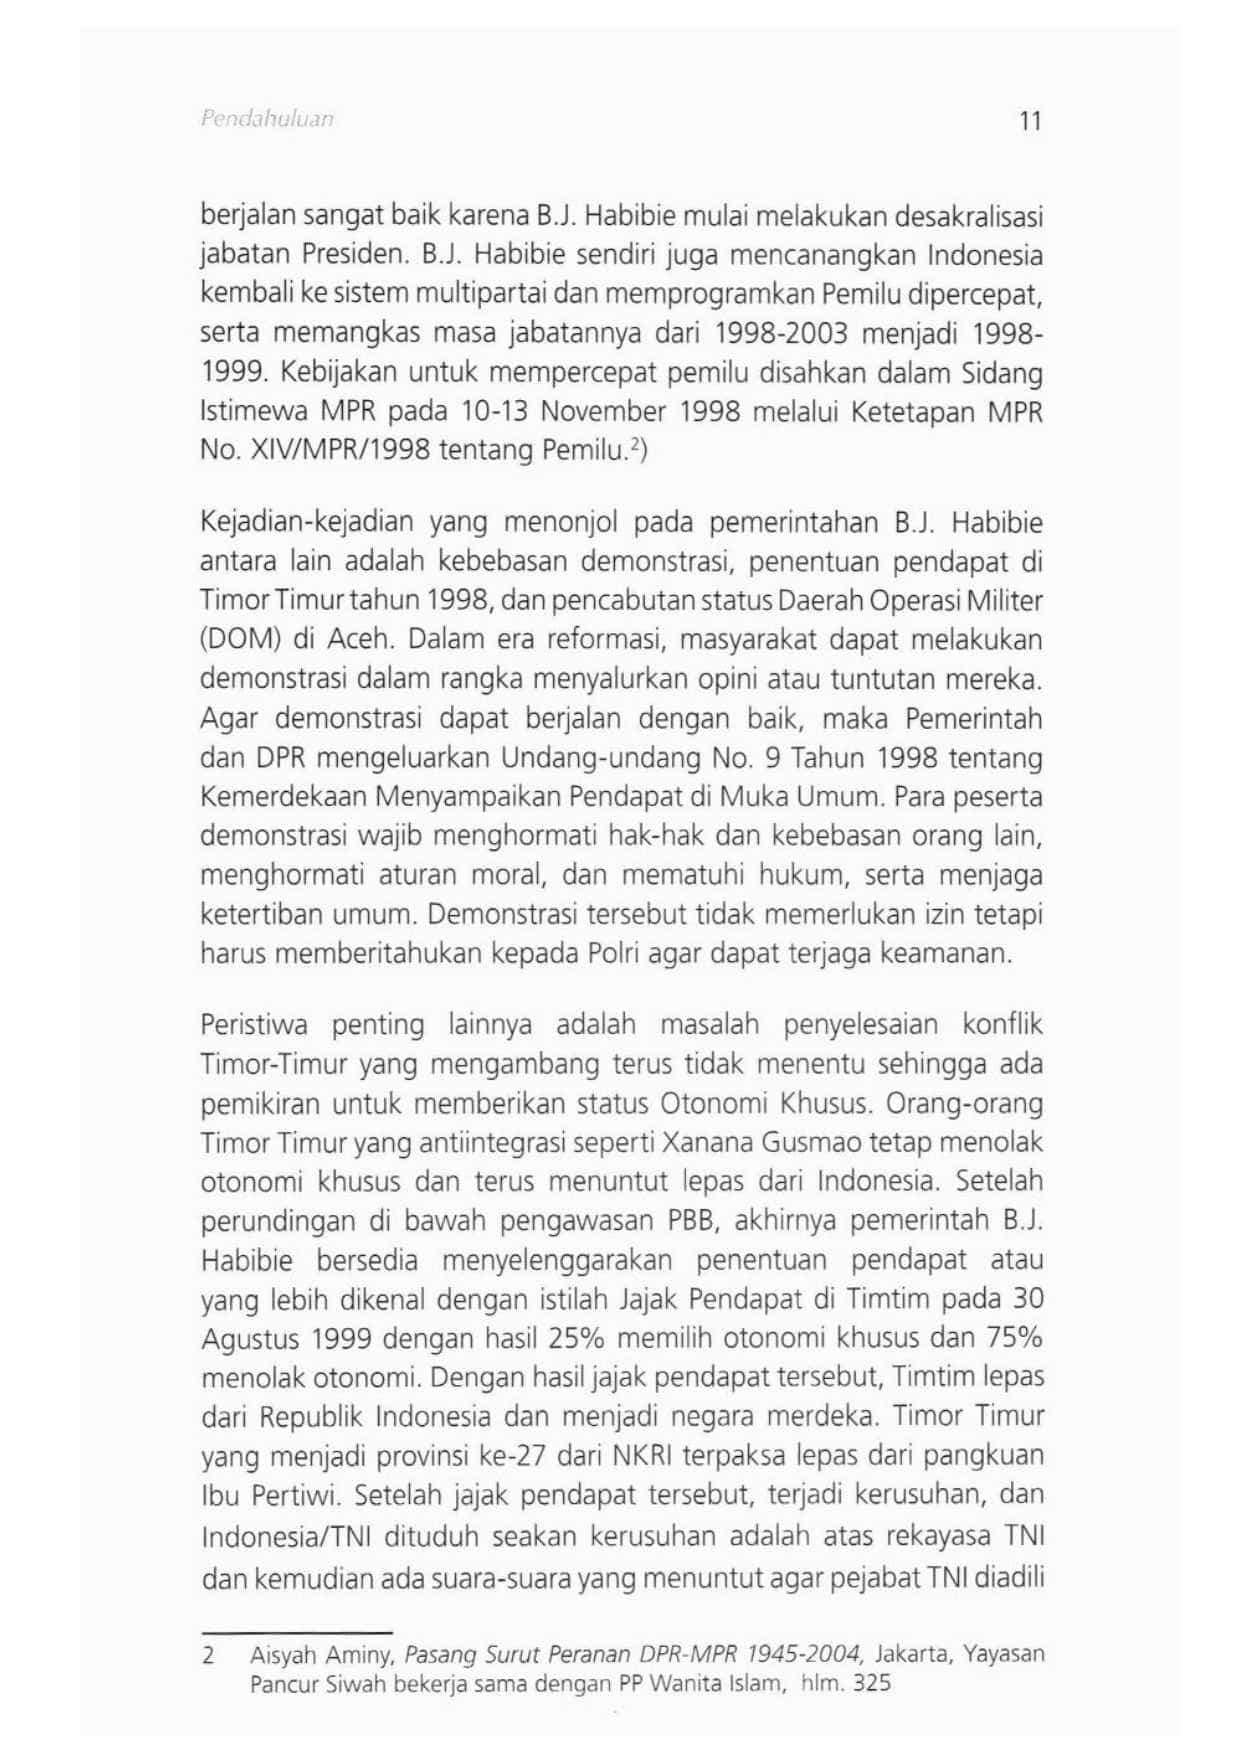 Pendahuluan 11
berjalan sangat baik karena B.J. Habibie mulai melakukan desakralisasi
jabatan Presiden. B.J. Habibie sendiri juga mencanangkan Indonesia
kembali ke sistem multipartai dan memprogramkan Pemilu dipercepat,
serta memangkas masa jabatannya dari 1998-2003 menjadi 1998-
1999. Kebijakan untuk mempercepat pemilu disahkan dalam Sidang
Istimewa MPR pada 10-13 November 1998 melalui Ketetapan MPR
No. XIV/MPR/1998 tentang Pemilu.²)
Kejadian-kejadian yang menonjol pada pemerintahan B.J. Habibie
antara lain adalah kebebasan demonstrasi, penentuan pendapat di
Timor Timur tahun 1998, dan pencabutan status Daerah Operasi Militer
(DOM) di Aceh. Dalam era reformasi, masyarakat dapat melakukan
demonstrasi dalam rangka menyalurkan opini atau tuntutan mereka.
Agar demonstrasi dapat berjalan dengan baik, maka Pemerintah
dan DPR mengeluarkan Undang-undang No. 9 Tahun 1998 tentang
Kemerdekaan Menyampaikan Pendapat di Muka Umum. Para peserta
demonstrasi wajib menghormati hak-hak dan kebebasan orang lain,
menghormati aturan moral, dan mematuhi hukum, serta menjaga
ketertiban umum. Demonstrasi tersebut tidak memerlukan izin tetapi
harus memberitahukan kepada Polri agar dapat terjaga keamanan.
Peristiwa penting lainnya adalah masalah penyelesaian konflik
Timor-Timur yang mengambang terus tidak menentu sehingga ada
pemikiran untuk memberikan status Otonomi Khusus. Orang-orang
Timor Timur yang antiintegrasi seperti Xanana Gusmao tetap menolak
otonomi khusus dan terus menuntut lepas dari Indonesia. Setelah
perundingan di bawah pengawasan PBB, akhirnya pemerintah B.J.
Habibie bersedia menyelenggarakan penentuan pendapat atau
yang lebih dikenal dengan istilah Jajak Pendapat di Timtim pada 30
Agustus 1999 dengan hasil 25% memilih otonomi khusus dan 75%
menolak otonomi. Dengan hasil jajak pendapat tersebut, Timtim lepas
dari Republik Indonesia dan menjadi negara merdeka. Timor Timur
yang menjadi provinsi ke-27 dari NKRI terpaksa lepas dari pangkuan
Ibu Pertiwi. Setelah jajak pendapat tersebut, terjadi kerusuhan, dan
Indonesia/TNI dituduh seakan kerusuhan adalah atas rekayasa TNI
dan kemudian ada suara-suara yang menuntut agar pejabat TNI diadili
2 Aisyah Aminy, Pasang Surut Peranan DPR-MPR 1945-2004, Jakarta, Yayasan
Pancur Siwah bekerja sama dengan PP Wanita Islam, hlm. 325